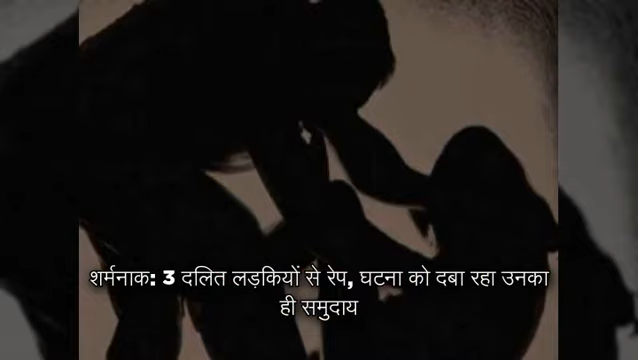 शर्मनाक: 3 दलित लड़कियों से रेप, घटना को दबा रहा उनका
ही समुदाय